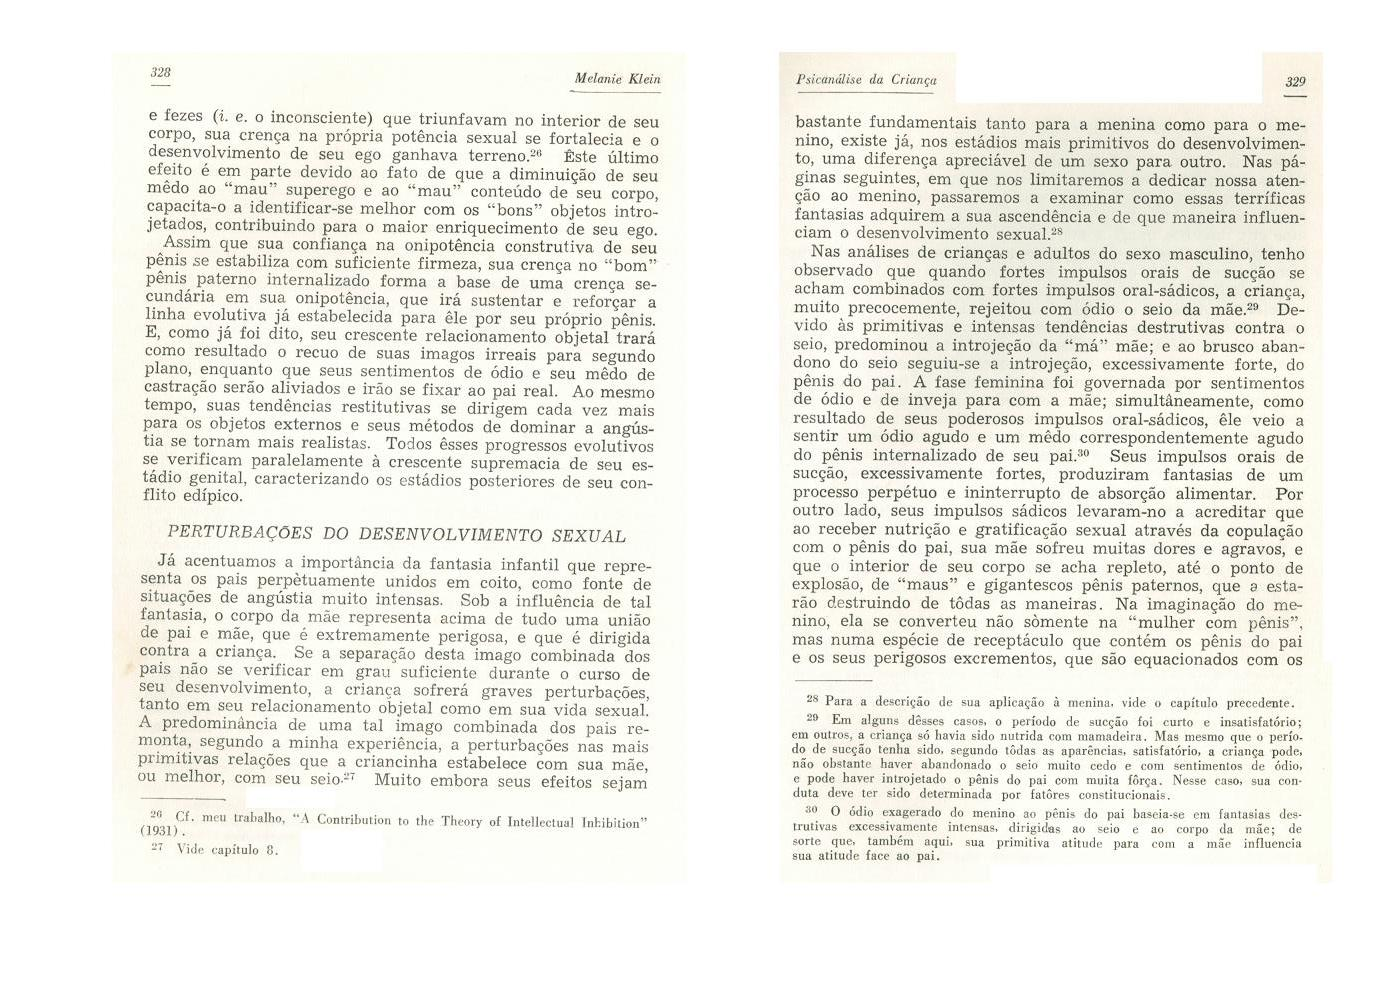 328
Melanie Klein
e fezes (i. e. o inconsciente) que triunfavam no interior de seu
corpo, sua crença na própria potência sexual se fortalecia e o
desenvolvimento de seu ego ganhava terreno.²⁶ Êste último
efeito é em parte devido ao fato de que a diminuição de seu
mêdo ao “mau” superego e ao “mau” conteúdo de seu corpo,
capacita-o a identificar-se melhor com os “bons” objetos intro-
jetados, contribuindo para o maior enriquecimento de seu ego.
Assim que sua confiança na onipotência construtiva de seu
pênis se estabiliza com suficiente firmeza, sua crença no “bom”
pênis paterno internalizado forma a base de uma crença se-
cundária em sua onipotência, que irá sustentar e reforçar a
linha evolutiva já estabelecida para êle por seu próprio pênis.
E, como já foi dito, seu crescente relacionamento objetal trará
como resultado o recuo de suas imagos irreais para segundo
plano, enquanto que seus sentimentos de ódio e seu mêdo de
castração serão aliviados e irão se fixar ao pai real. Ao mesmo
tempo, suas tendências restitutivas se dirigem cada vez mais
para os objetos externos e seus métodos de dominar a angús-
tia se tornam mais realistas. Todos êsses progressos evolutivos
se verificam paralelamente à crescente supremacia de seu es-
tádio genital, caracterizando os estádios posteriores de seu con-
flito edípico.
PERTURBAÇÕES DO DESENVOLVIMENTO SEXUAL
Já acentuamos a importância da fantasia infantil que repre-
senta os pais perpètuamente unidos em coito, como fonte de
situações de angústia muito intensas. Sob a influência de tal
fantasia, o corpo da mãe representa acima de tudo uma união
de pai e mãe, que é extremamente perigosa, e que é dirigida
contra a criança. Se a separação desta imago combinada dos
pais não se verificar em grau suficiente durante o curso de
seu desenvolvimento, a criança sofrerá graves perturbações,
tanto em seu relacionamento objetal como em sua vida sexual.
A predominância de uma tal imago combinada dos pais re-
monta, segundo a minha experiência, a perturbações nas mais
primitivas relações que a criancinha estabelece com sua mãe,
ou melhor, com seu seio.²⁷ Muito embora seus efeitos sejam
²⁶ Cf. meu trabalho, “A Contribution to the Theory of Intellectual Inhibition”
(1931).
²⁷ Vide capítulo 8.
Psicanálise da Criança
329
bastante fundamentais tanto para a menina como para o me-
nino, existe já, nos estádios mais primitivos do desenvolvimen-
to, uma diferença apreciável de um sexo para outro. Nas pá-
ginas seguintes, em que nos limitaremos a dedicar nossa aten-
ção ao menino, passaremos a examinar como essas terríficas
fantasias adquirem a sua ascendência e de que maneira influen-
ciam o desenvolvimento sexual.²⁸
Nas análises de crianças e adultos do sexo masculino, tenho
observado que quando fortes impulsos orais de sucção se
acham combinados com fortes impulsos oral-sádicos, a criança,
muito precocemente, rejeitou com ódio o seio da mãe.²⁹ De-
vido às primitivas e intensas tendências destrutivas contra o
seio, predominou a introjeção da “má” mãe; e ao brusco aban-
dono do seio seguiu-se a introjeção, excessivamente forte, do
pênis do pai. A fase feminina foi governada por sentimentos
de ódio e de inveja para com a mãe; simultâneamente, como
resultado de seus poderosos impulsos oral-sádicos, êle veio a
sentir um ódio agudo e um mêdo correspondentemente agudo
do pênis internalizado de seu pai.³⁰ Seus impulsos orais de
sucção, excessivamente fortes, produziram fantasias de um
processo perpétuo e ininterrupto de absorção alimentar. Por
outro lado, seus impulsos sádicos levaram-no a acreditar que
ao receber nutrição e gratificação sexual através da copulação
com o pênis do pai, sua mãe sofreu muitas dores e agravos, e
que o interior de seu corpo se acha repleto, até o ponto de
explosão, de “maus” e gigantescos pênis paternos, que a esta-
rão destruindo de tôdas as maneiras. Na imaginação do me-
nino, ela se converteu não sòmente na “mulher com pênis”,
mas numa espécie de receptáculo que contém os pênis do pai
e os seus perigosos excrementos, que são equacionados com os
²⁸ Para a descrição de sua aplicação à menina, vide o capítulo precedente.
²⁹ Em alguns dêsses casos, o período de sucção foi curto e insatisfatório;
em outros, a criança só havia sido nutrida com mamadeira. Mas mesmo que o perío-
do de sucção tenha sido, segundo tôdas as aparências, satisfatório, a criança pode,
não obstante haver abandonado o seio muito cedo e com sentimentos de ódio,
e pode haver introjetado o pênis do pai com muita fôrça. Nesse caso, sua con-
duta deve ter sido determinada por fatôres constitucionais.
³⁰ O ódio exagerado do menino ao pênis do pai baseia-se em fantasias des-
trutivas excessivamente intensas, dirigidas ao seio e ao corpo da mãe; de
sorte que, também aqui, sua primitiva atitude para com a mãe influencia
sua atitude face ao pai.